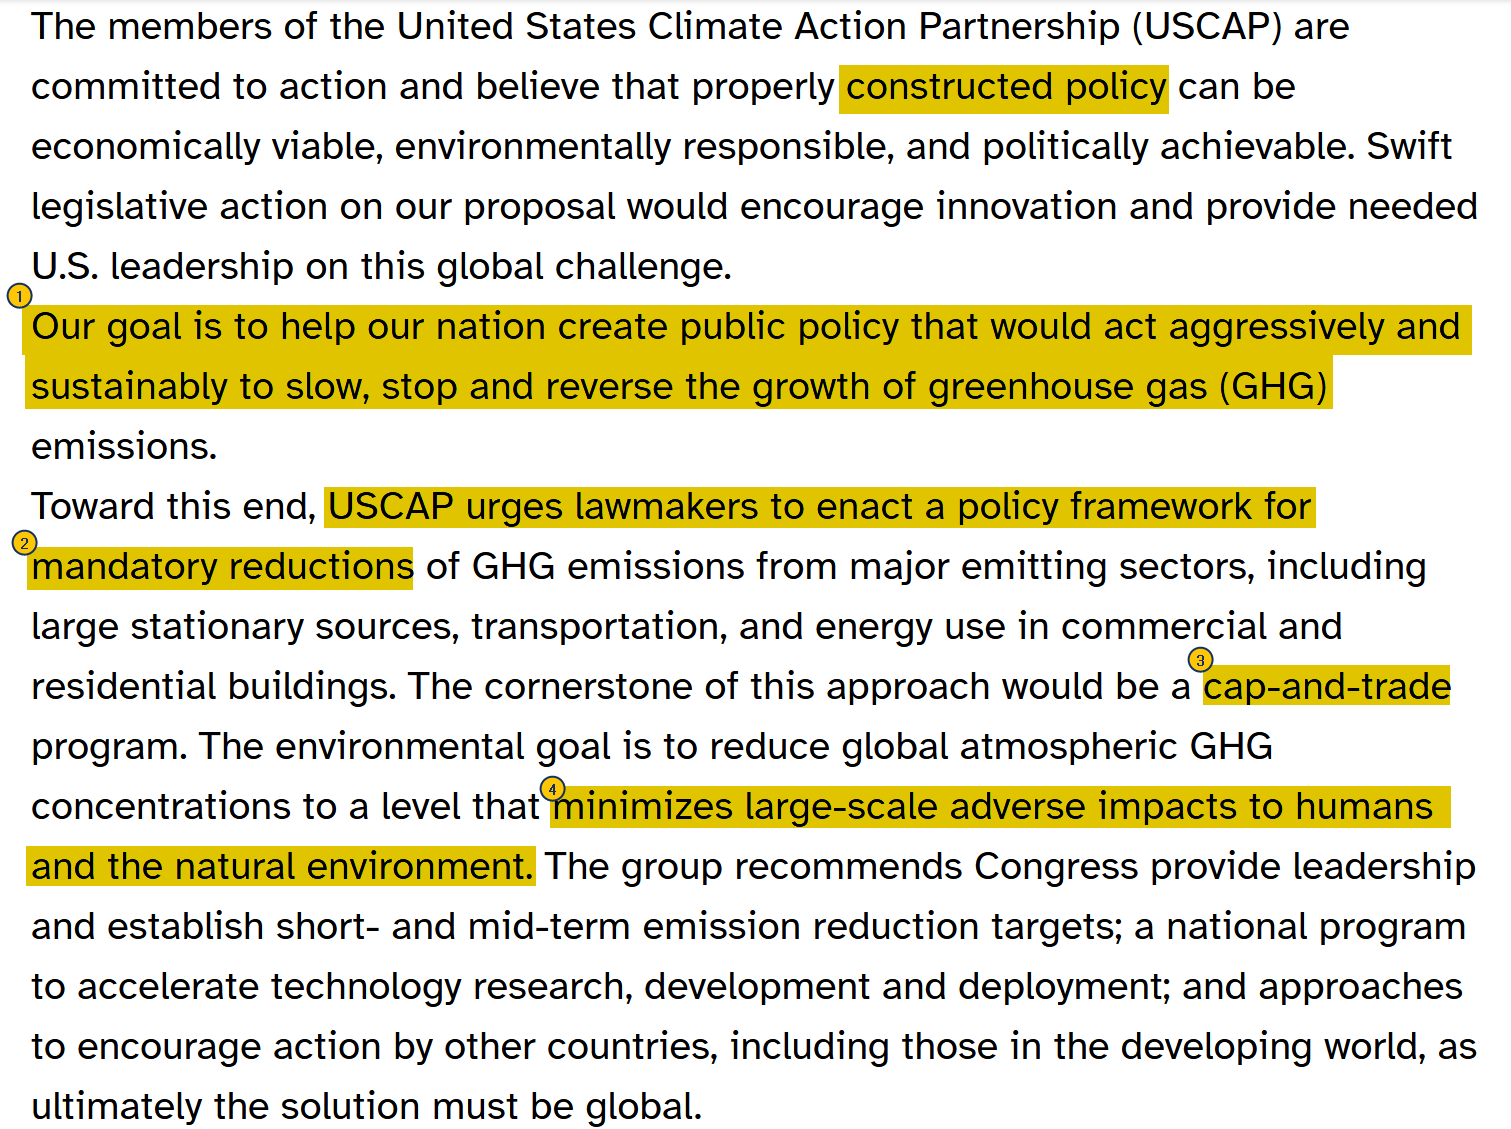 The members of the United States Climate Action Partnership (USCAP) are
committed to action and believe that properly constructed policy can be
economically viable, environmentally responsible, and politically achievable. Swift
legislative action on our proposal would encourage innovation and provide needed
U.S. leadership on this global challenge.
1
Our goal is to help our nation create public policy that would act aggressively and
sustainably to slow, stop and reverse the growth of greenhouse gas (GHG)
emissions.
Toward this end, USCAP urges lawmakers to enact a policy framework for
2
mandatory reductions of GHG emissions from major emitting sectors, including
large stationary sources, transportation, and energy use in commercial and
3
residential buildings. The cornerstone of this approach would be a cap-and-trade
program. The environmental goal is to reduce global atmospheric GHG
4
concentrations to a level that minimizes large-scale adverse impacts to humans
and the natural environment. The group recommends Congress provide leadership
and establish short- and mid-term emission reduction targets; a national program
to accelerate technology research, development and deployment; and approaches
to encourage action by other countries, including those in the developing world, as
ultimately the solution must be global.